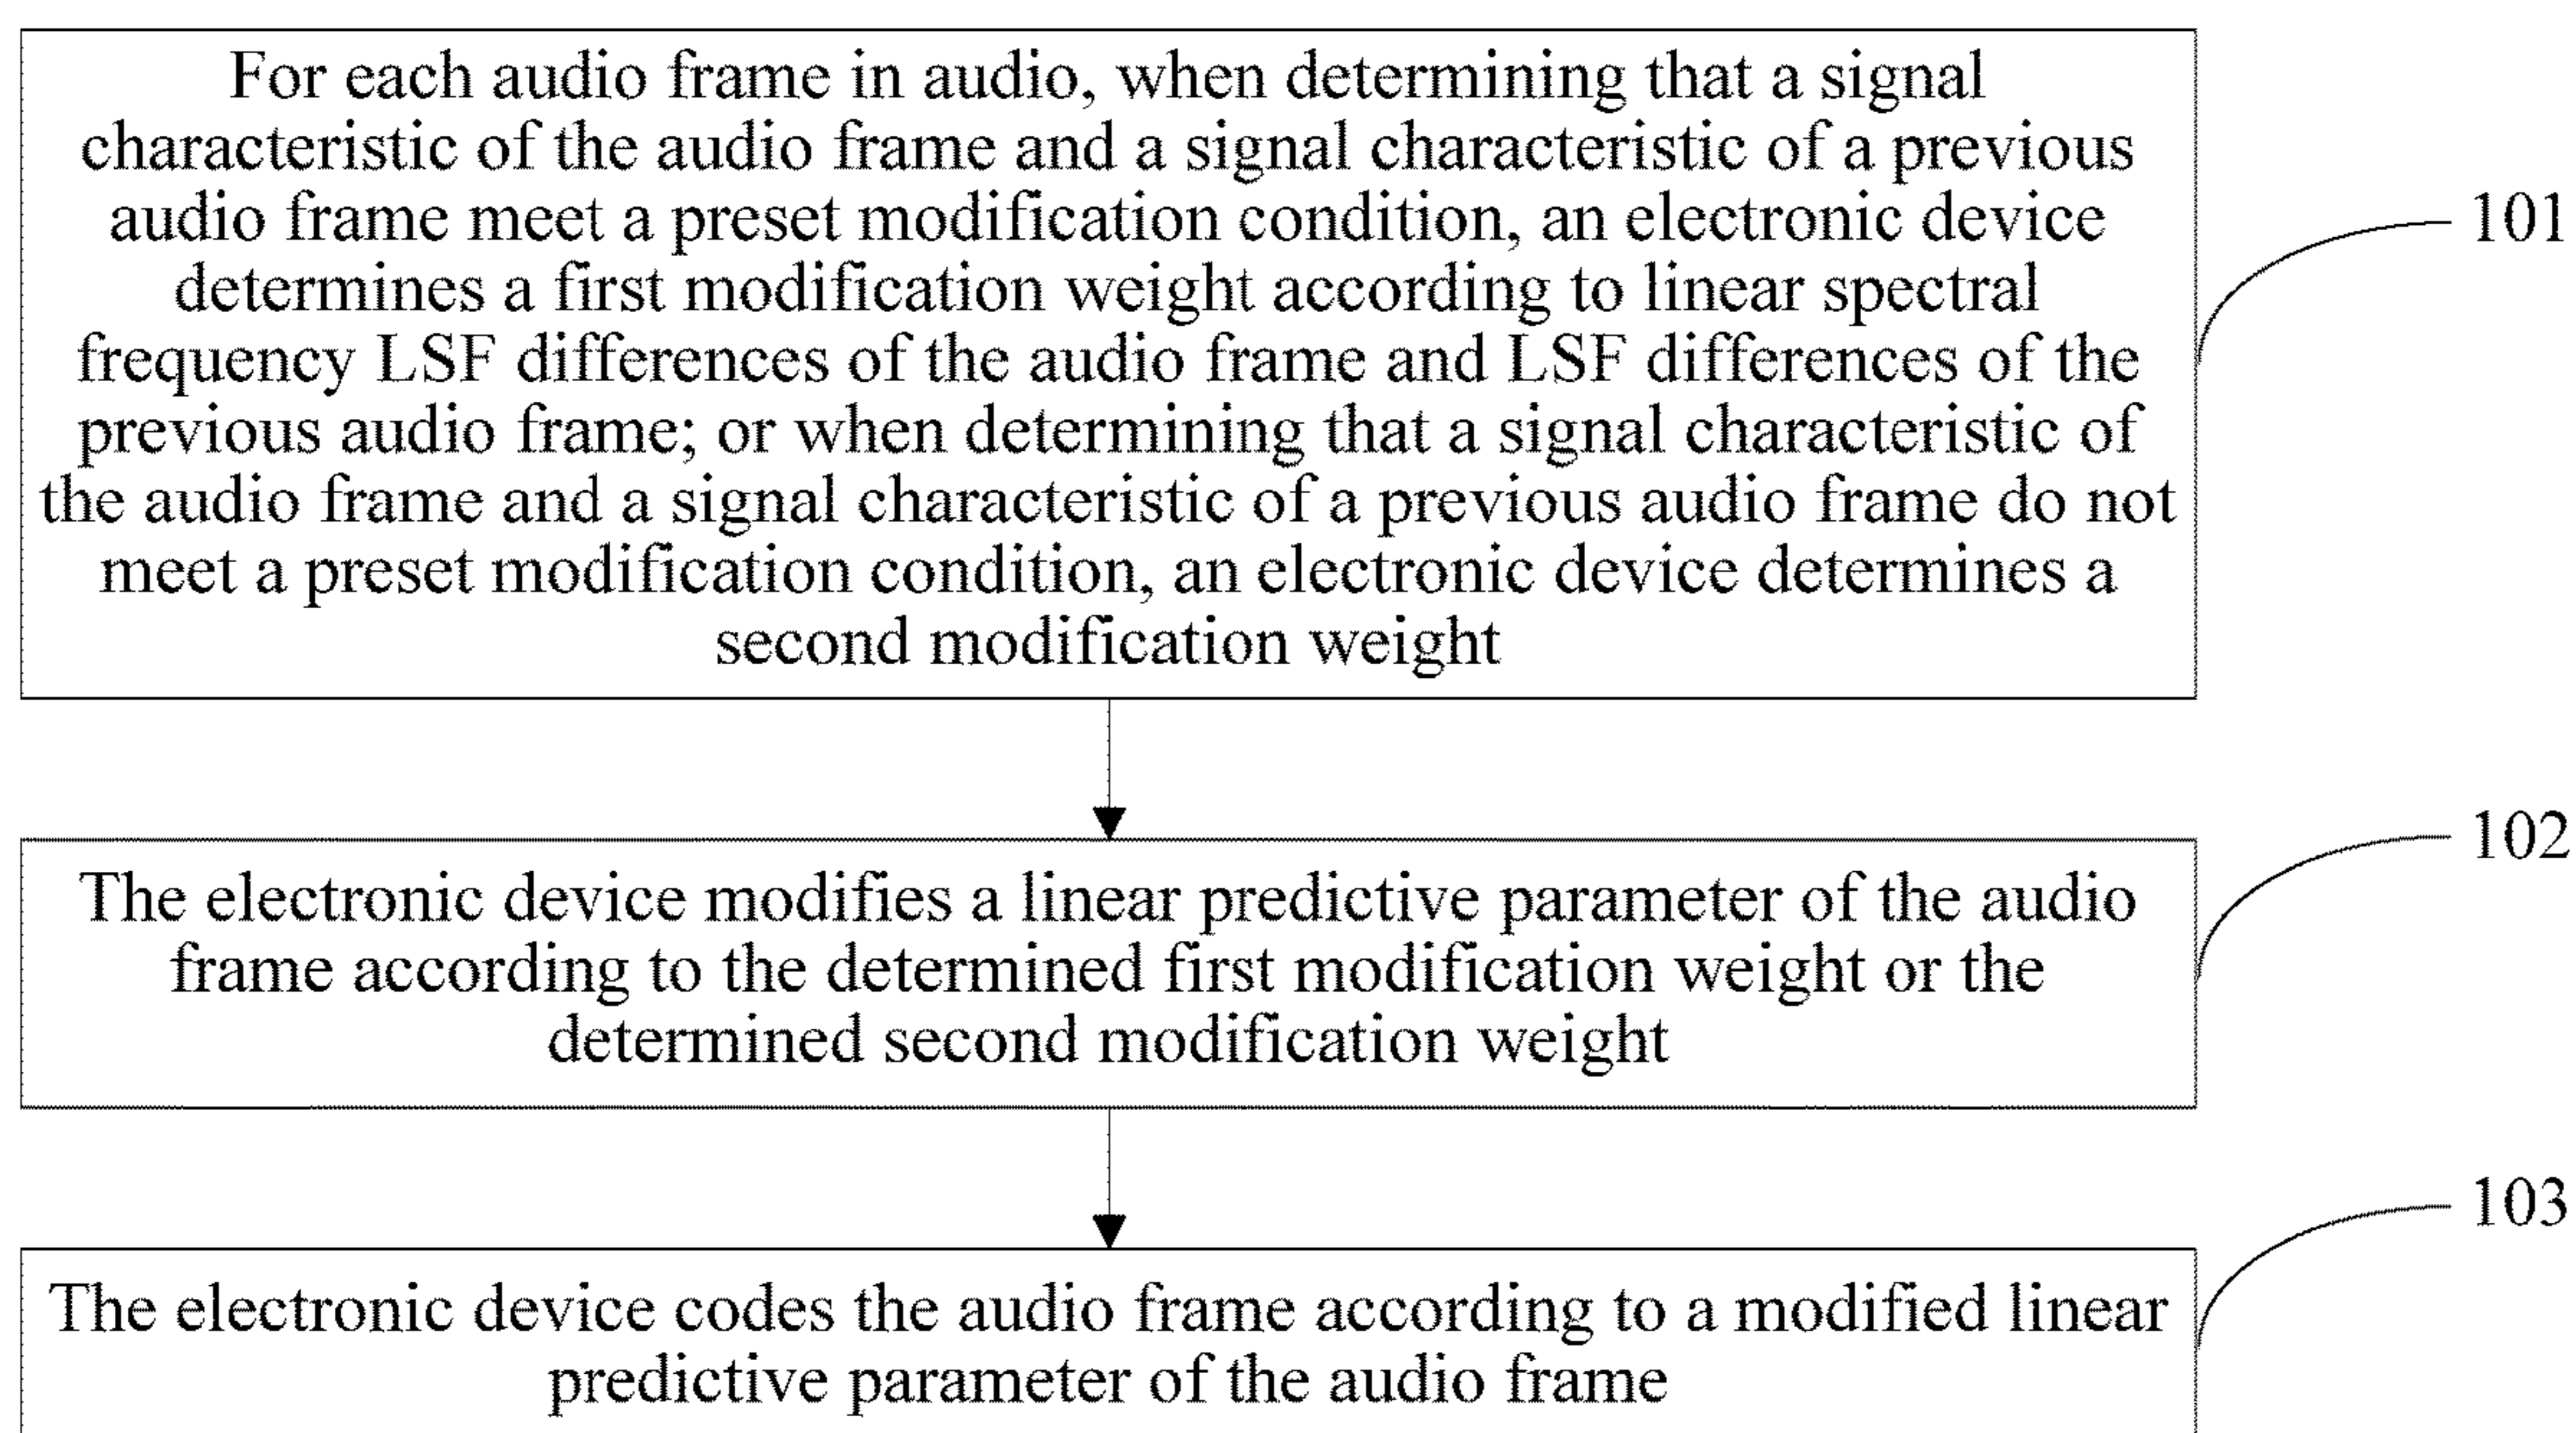 For each audio frame in audio, when determining that a signal
characteristic of the audio frame and a signal characteristic of a previous
audio frame meet a preset modification condition, an electronic device
determines a first modification weight according to linear spectral
frequency LSF differences of the audio frame and LSF differences of the
previous audio frame; or when determining that a signal characteristic of
the audio frame and a signal characteristic of a previous audio frame do not
meet a preset modification condition, an electronic device determines a
second modification weight
101
The electronic device modifies a linear predictive parameter of the audio
frame according to the determined first modification weight or the
determined second modification weight
102
The electronic device codes the audio frame according to a modified linear
predictive parameter of the audio frame
103